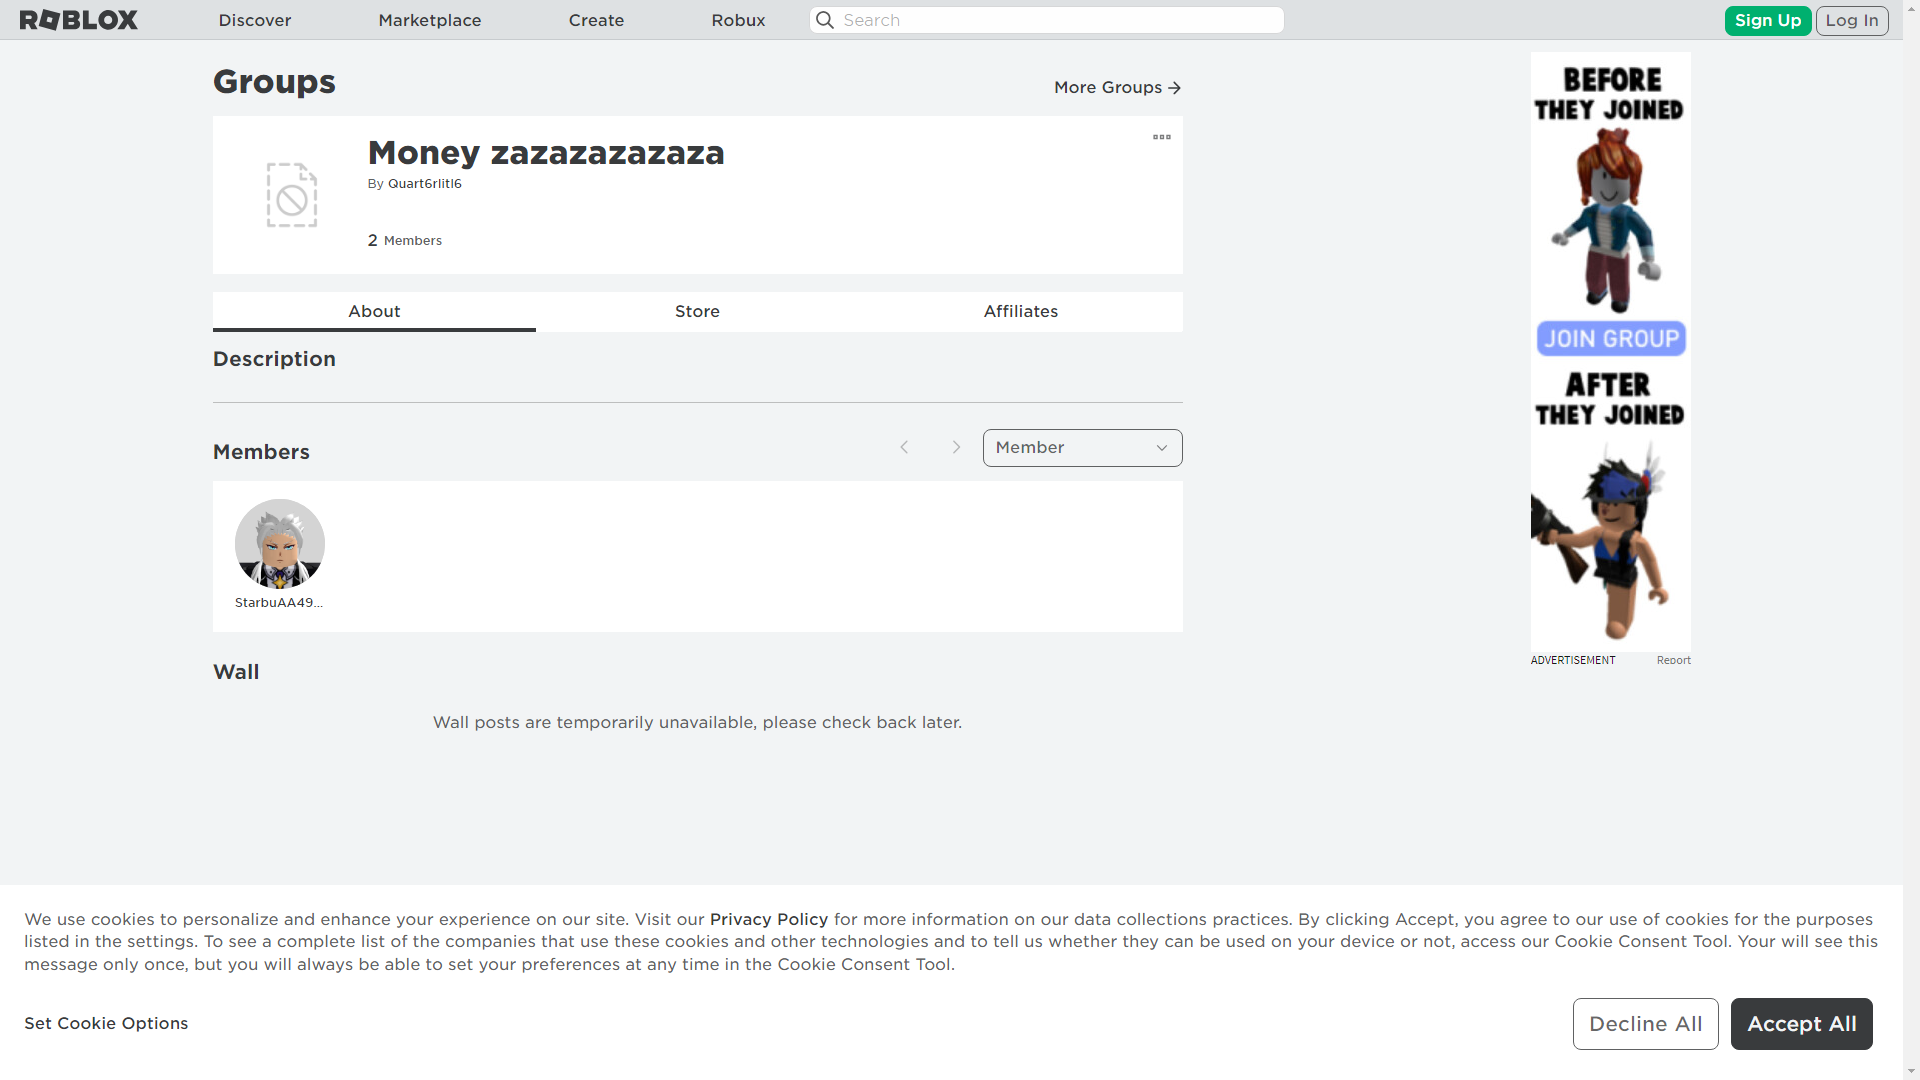 ROBLOX
Discover
Marketplace
Create
Robux
Search
Sign Up
Log In
Groups
More Groups
Money zazazazazaza
By Quart6rlitl6
2 Members
About
Store
Affiliates
Description
Members
Member
StarbuAA49...
Wall
Wall posts are temporarily unavailable, please check back later.
BEFORE
THEY JOINED
JOIN GROUP
AFTER
THEY JOINED
ADVERTISEMENT
Report
We use cookies to personalize and enhance your experience on our site. Visit our Privacy Policy for more information on our data collections practices. By clicking Accept, you agree to our use of cookies for the purposes
listed in the settings. To see a complete list of the companies that use these cookies and other technologies and to tell us whether they can be used on your device or not, access our Cookie Consent Tool. Your will see this
message only once, but you will always be able to set your preferences at any time in the Cookie Consent Tool.
Set Cookie Options
Decline All
Accept All